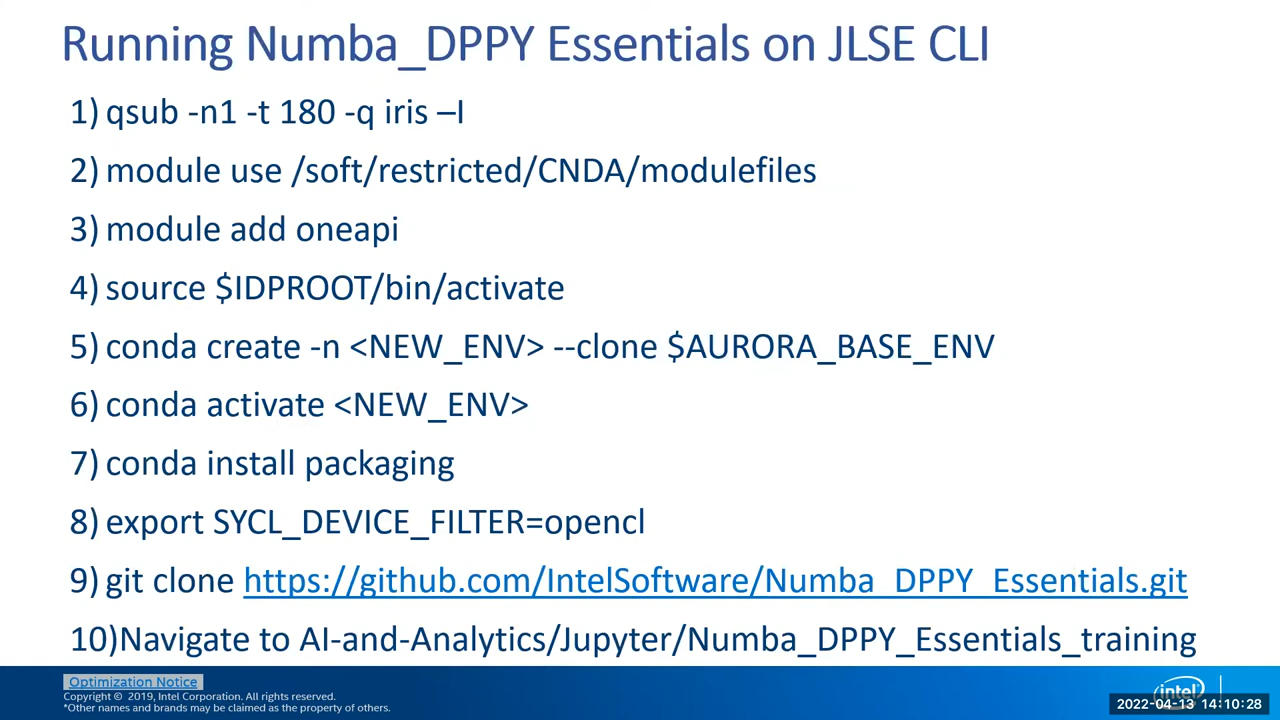 Running Numba_DPPY Essentials on JLSE CLI
1) qsub -n1 -t 180 -q iris –I
2) module use /soft/restricted/CNDA/modulefiles
3) module add oneapi
4) source $IDPROOT/bin/activate
5) conda create -n <NEW_ENV> --clone $AURORA_BASE_ENV
6) conda activate <NEW_ENV>
7) conda install packaging
8) export SYCL_DEVICE_FILTER=opencl
9) git clone https://github.com/IntelSoftware/Numba_DPPY_Essentials.git
10)Navigate to AI-and-Analytics/Jupyter/Numba_DPPY_Essentials_training
Optimization Notice
Copyright © 2019, Intel Corporation. All rights reserved.
*Other names and brands may be claimed as the property of others.
intel
2022-04-13 14:10:28